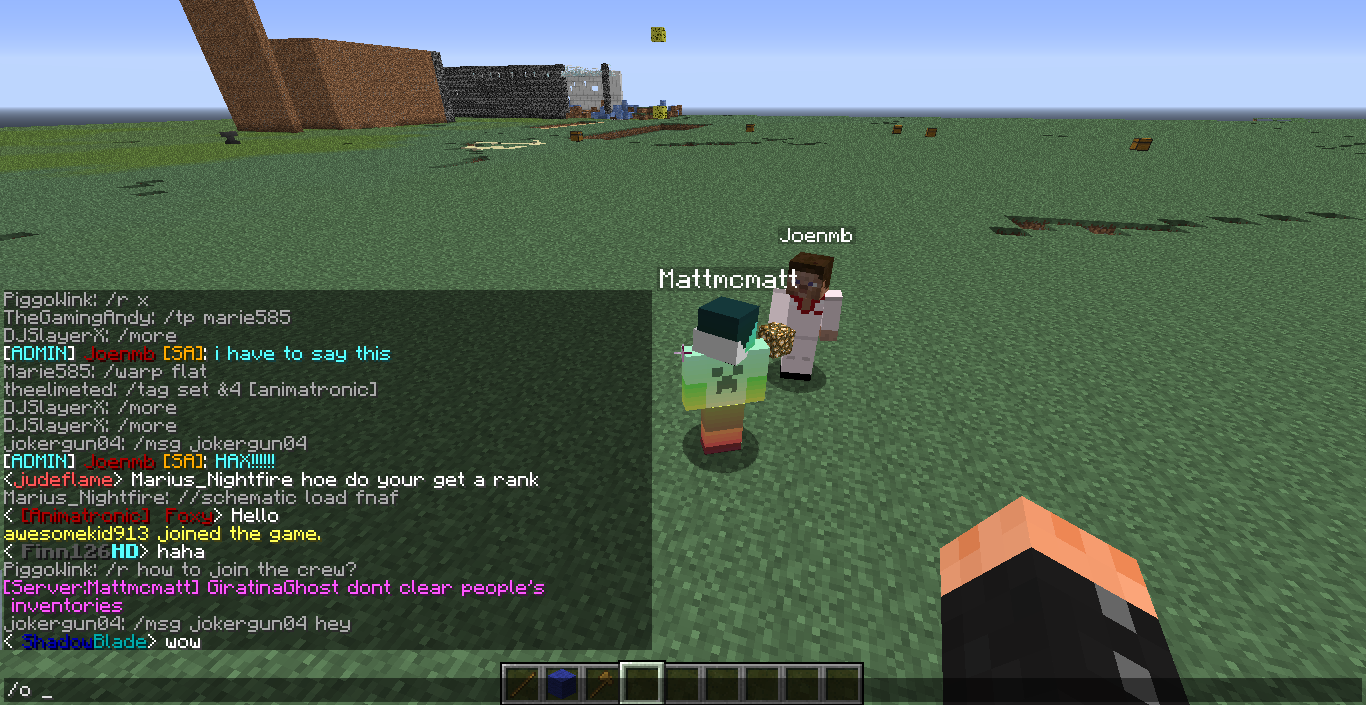 Joenmb
Mattmcmatt
PiggoWink: /r x
TheGamingAndy: /tp marie585
DJSlayerX: /more
[ADMIN] Joenmb [SA]: i have to say this
Marie585: /warp flat
theelimeted: /tag set &4 [animatronic]
DJSlayerX: /more
DJSlayerX: /more
jokergun04: /msg jokergun04
[ADMIN] Joenmb [SA]: HAX!!!!!
<judeflame> Marius_Nightfire hoe do your get a rank
Marius_Nightfire: //schematic load fnaf
< [Animatronic] Foxy> Hello
awesomekid913 joined the game.
< Finn126HD> haha
PiggoWink: /r how to join the crew?
[Server:Mattmcmatt] GiratinaGhost dont clear people's
inventories
jokergun04: /msg jokergun04 hey
< ShadowBlade> wow
/o _